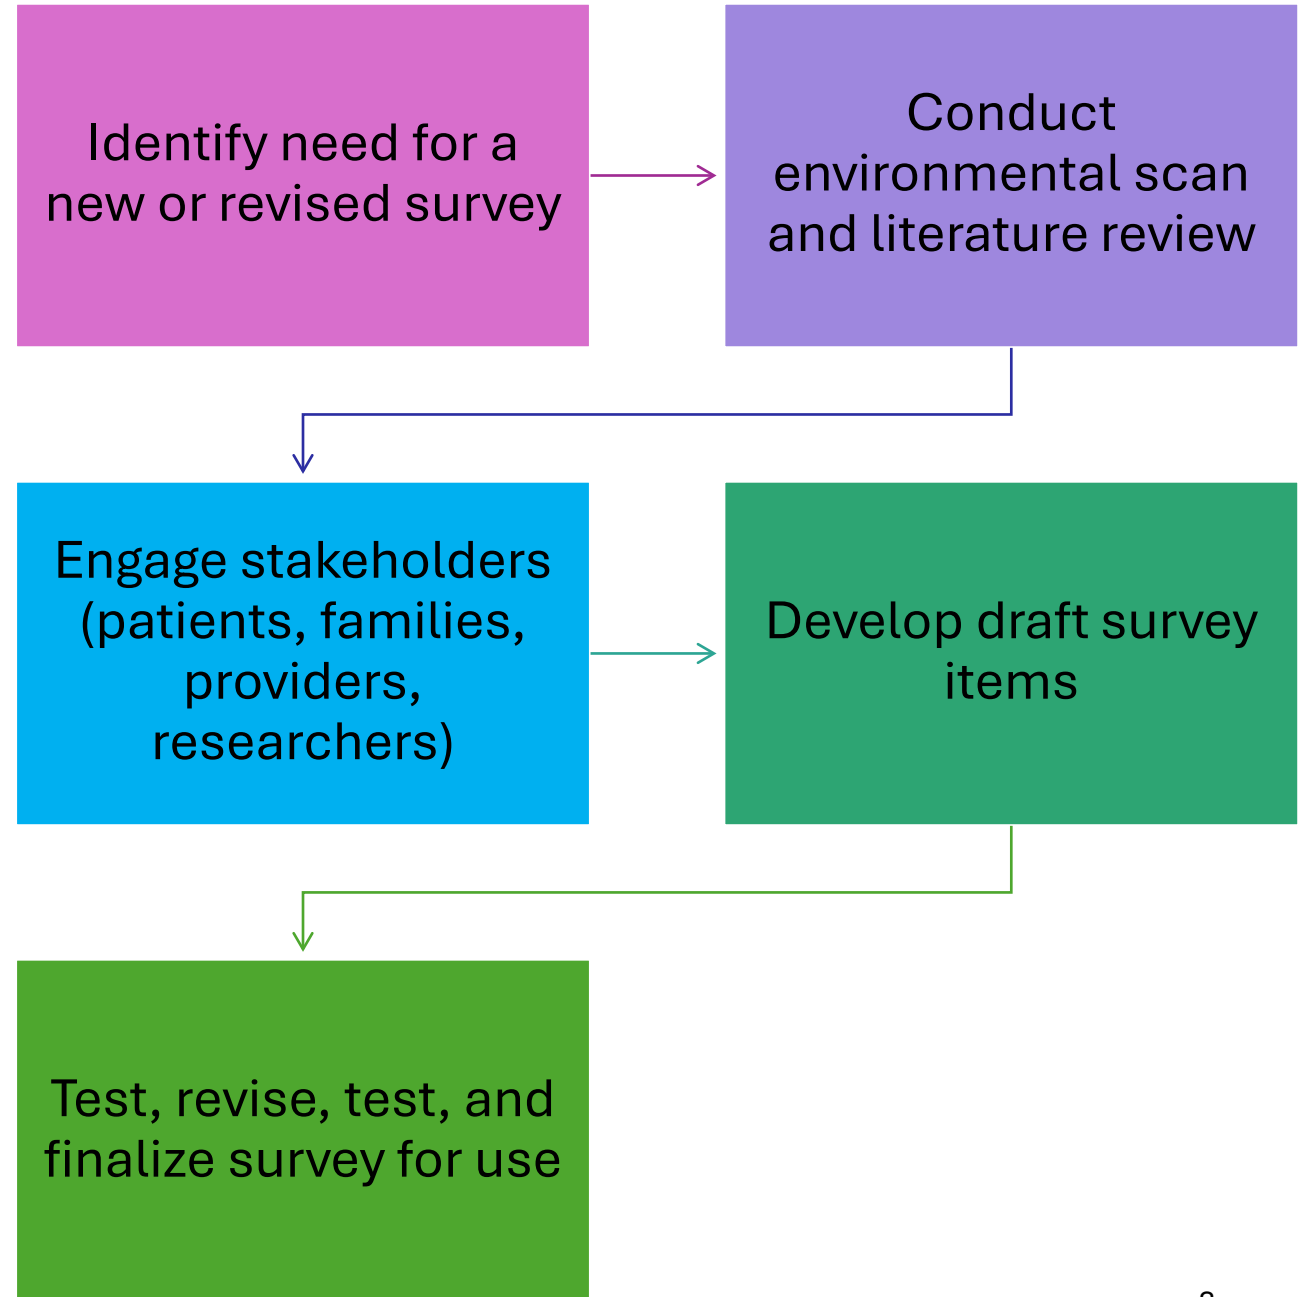 Identify need for a
new or revised survey
Conduct
environmental scan
and literature review
Engage stakeholders
(patients, families,
providers,
researchers)
Develop draft survey
items
Test, revise, test, and
finalize survey for use